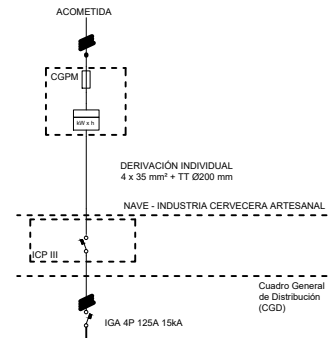 ACOMETIDA
CGPM
kW x h
DERIVACIÓN INDIVIDUAL
4 x 35 mm² + TT Ø200 mm
NAVE - INDUSTRIA CERVECERA ARTESANAL
ICP III
Cuadro General
de Distribución
(CGD)
IGA 4P 125A 15kA